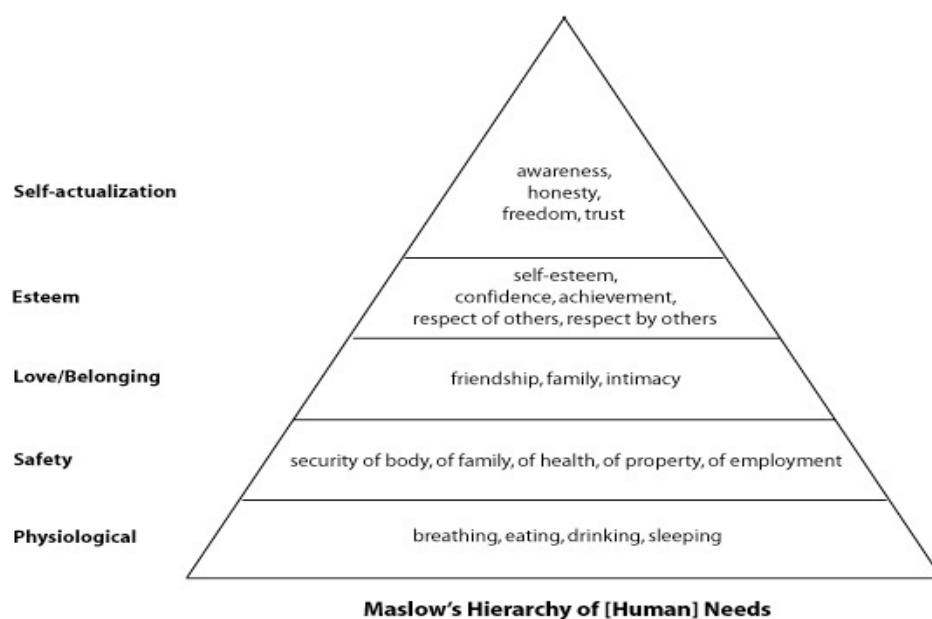 Self-actualization
awareness,
honesty,
freedom, trust
Esteem
self-esteem,
confidence, achievement,
respect of others, respect by others
Love/Belonging
friendship, family, intimacy
Safety
security of body, of family, of health, of property, of employment
Physiological
breathing, eating, drinking, sleeping
Maslow's Hierarchy of [Human] Needs